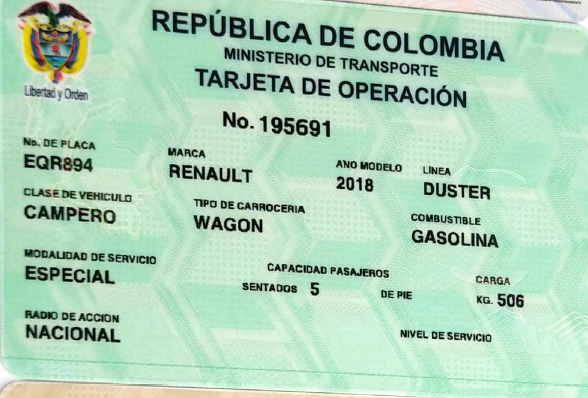 REPÚBLICA DE COLOMBIA
MINISTERIO DE TRANSPORTE
TARJETA DE OPERACIÓN
Libertad y Orden
No. 195691
No. DE PLACA MARCA ANO MODELO LINEA
EQR894 RENAULT 2018 DUSTER
CLASE DE VEHICULO TIPO DE CARROCERIA COMBUSTIBLE
CAMPERO WAGON GASOLINA
MODALIDAD DE SERVICIO CAPACIDAD PASAJEROS CARGA
ESPECIAL SENTADOS 5 DE PIE KG. 506
RADIO DE ACCION NIVEL DE SERVICIO
NACIONAL